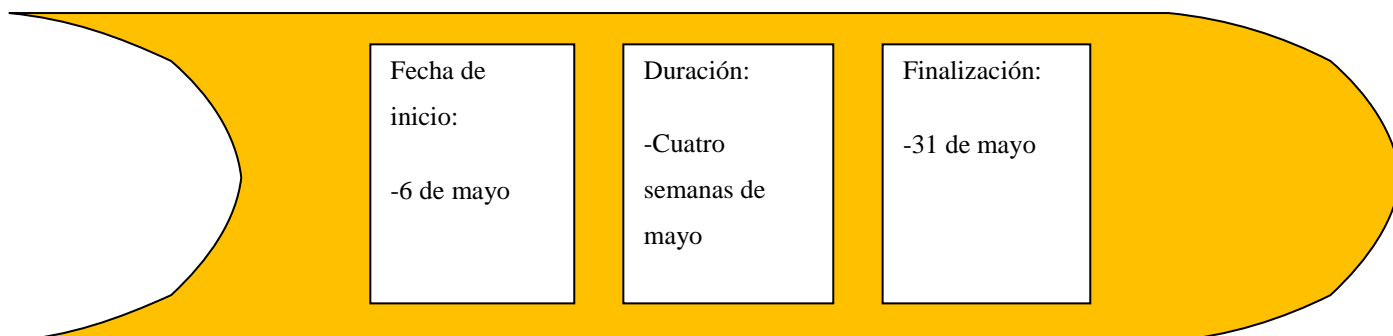 Fecha de
inicio:
-6 de mayo
Duración:
-Cuatro
semanas de
mayo
Finalización:
-31 de mayo